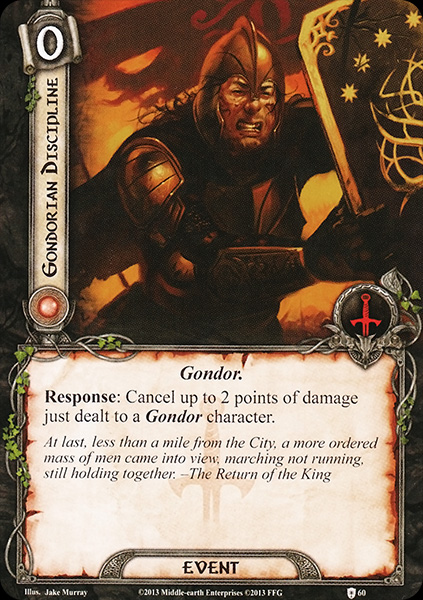 0
GONDORIAN DISCIPLINE
Gondor.
Response: Cancel up to 2 points of damage
just dealt to a Gondor character.
At last, less than a mile from the City, a more ordered
mass of men came into view, marching not running,
still holding together. –The Return of the King
EVENT
Illus. Jake Murray ©2013 Middle-earth Enterprises ©2013 FFG 60